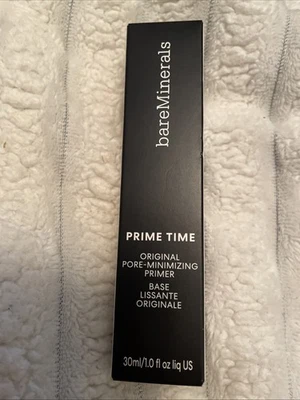 bareMinerals
PRIME TIME
ORIGINAL
PORE-MINIMIZING
PRIMER
BASE
LISSANTE
ORIGINALE
30ml/1.0 fl oz liq US